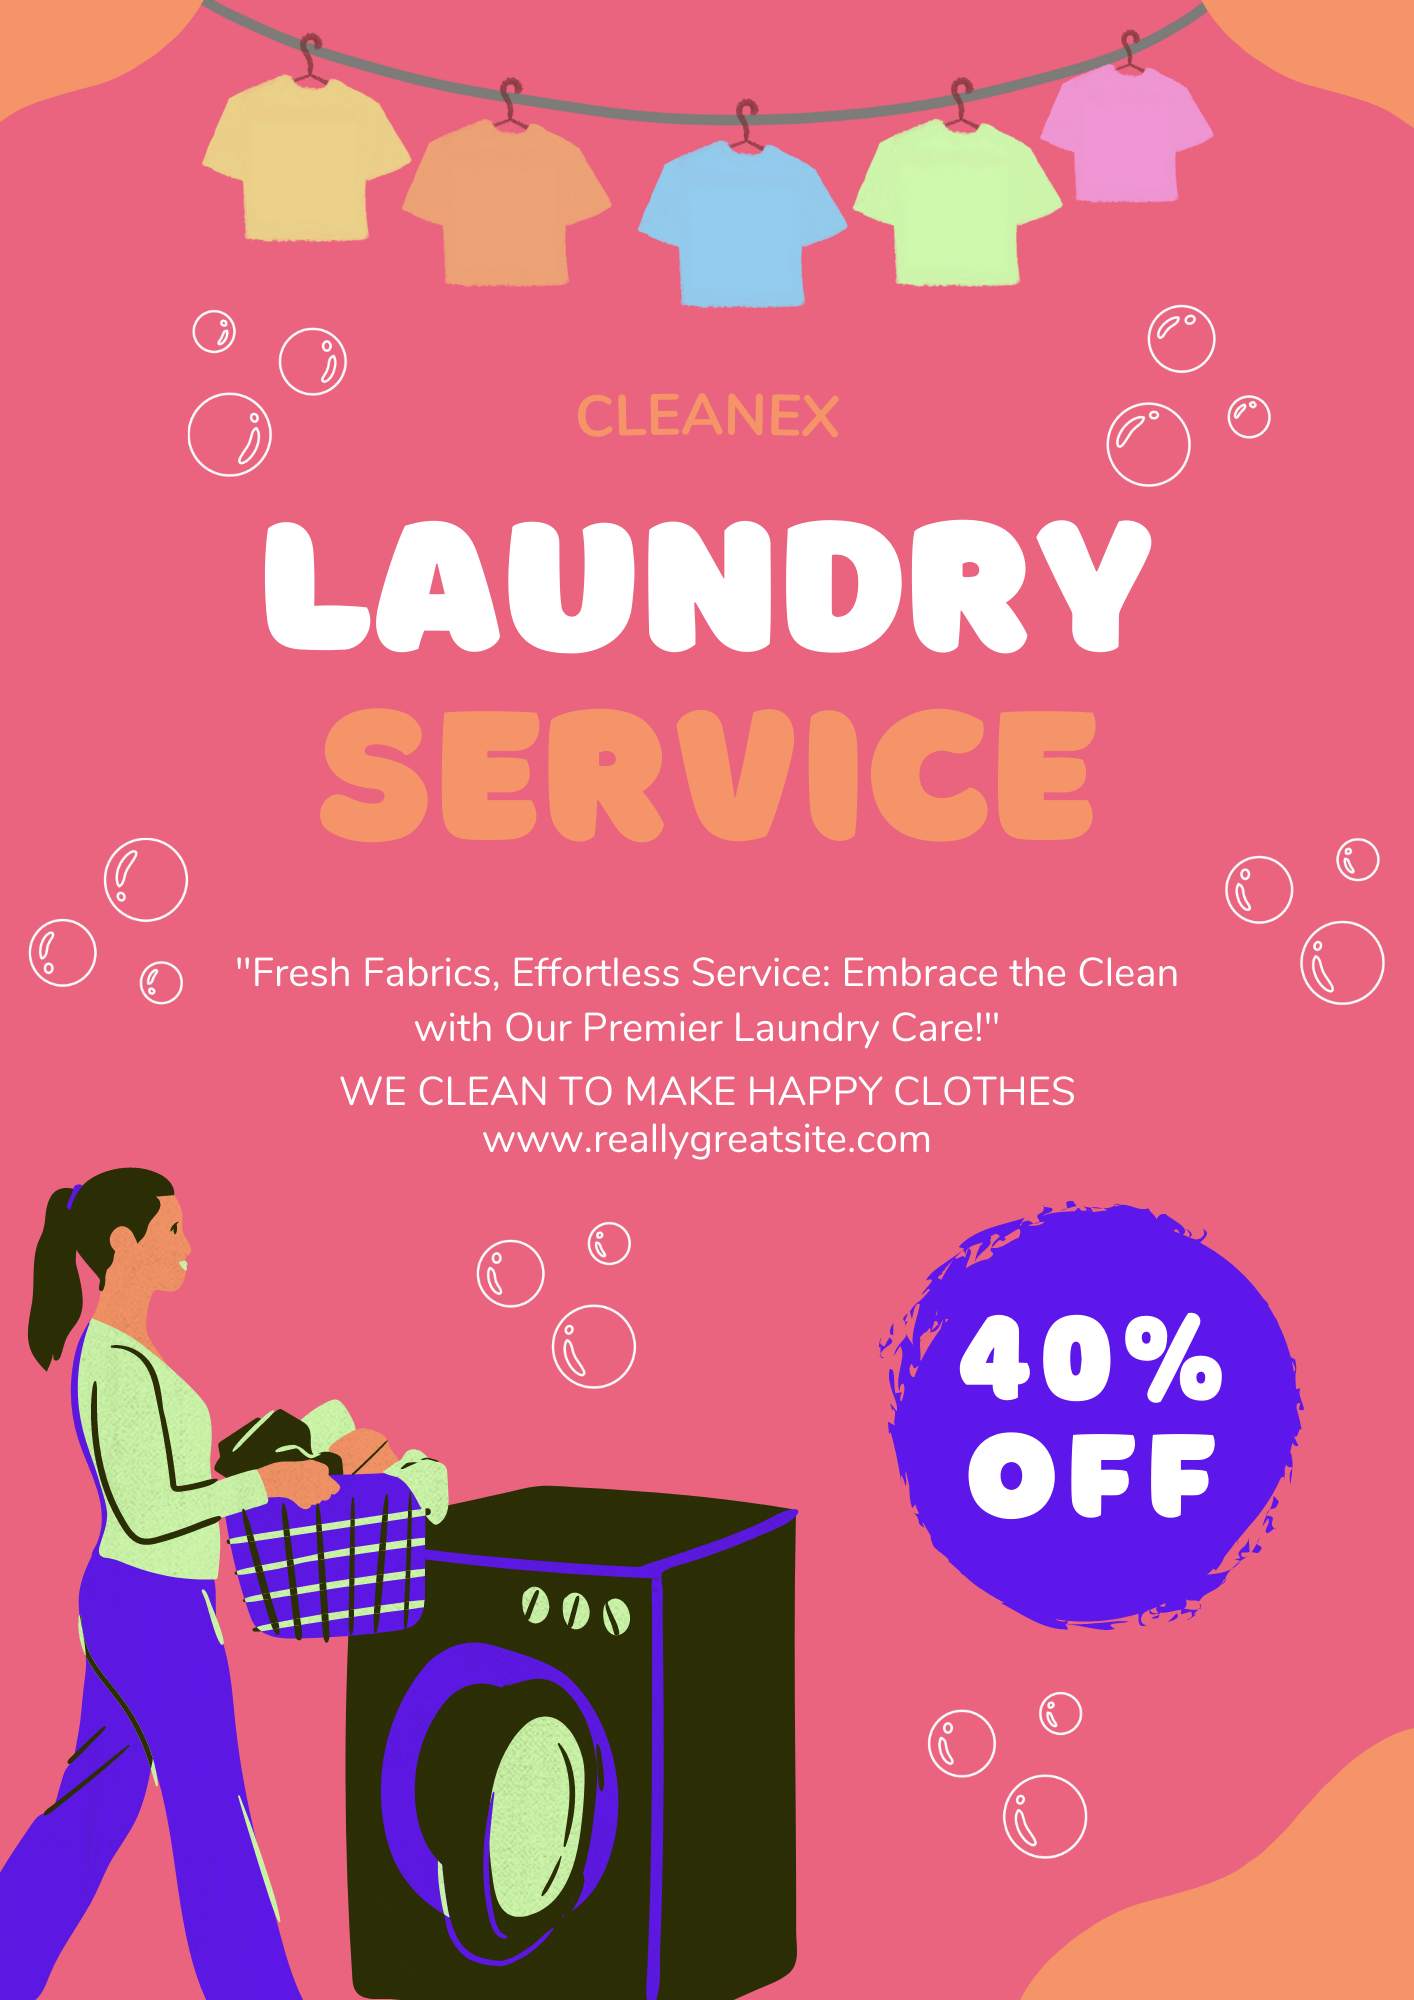 CLEANEX
LAUNDRY
SERVICE
"Fresh Fabrics, Effortless Service: Embrace the Clean
with Our Premier Laundry Care!"
WE CLEAN TO MAKE HAPPY CLOTHES
www.reallygreatsite.com
40%
OFF